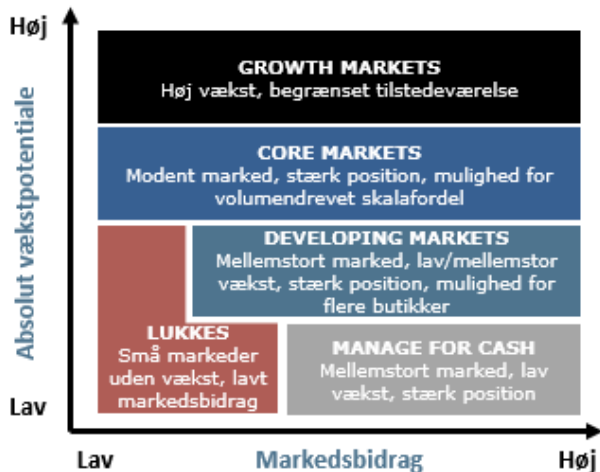 Høj
Absolut vækstpotentiale
GROWTH MARKETS
Høj vækst, begrænset tilstedeværelse
CORE MARKETS
Modent marked, stærk position, mulighed for
volumendrevet skalafordel
DEVELOPING MARKETS
Mellemstort marked, lav/mellemstor
vækst, stærk position, mulighed for
flere butikker
LUKKES
Små markeder
uden vækst, lavt
markedsbidrag
MANAGE FOR CASH
Mellemstort marked, lav
vækst, stærk position
Lav
Lav
Markedsbidrag
Høj